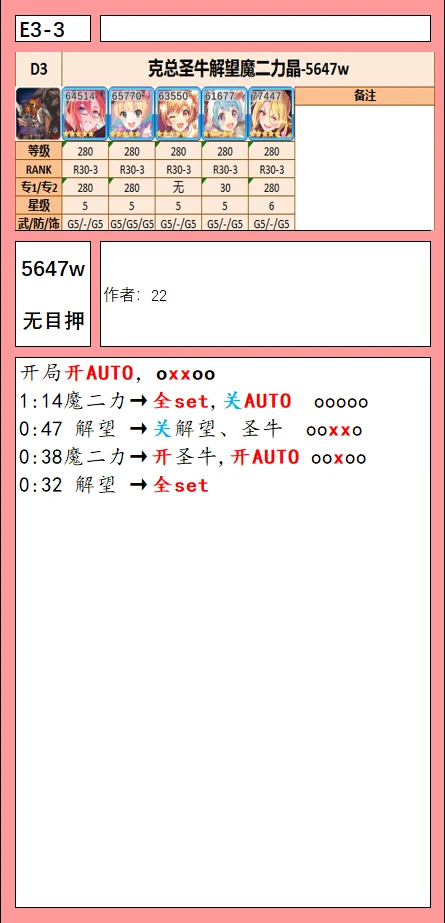 E3-3
D3 克总圣牛解望魔二力晶-5647w
64514 65770 63550 61677 77447 备注
等级 280 280 280 280 280
RANK R30-3 R30-3 R30-3 R30-3 R30-3
专1/专2 280 280 无 30 280
星级 5 5 5 5 6
武/防/饰 G5/-/G5 G5/G5/G5 G5/-/G5 G5/-/G5 G5/-/G5
5647w
无目押
作者：22
开局开AUTO，oxxoo
1:14魔二力→全set,关AUTO ooooo
0:47 解望 →关解望、圣牛 ooxxo
0:38魔二力→开圣牛,开AUTO ooxoo
0:32 解望 →全set